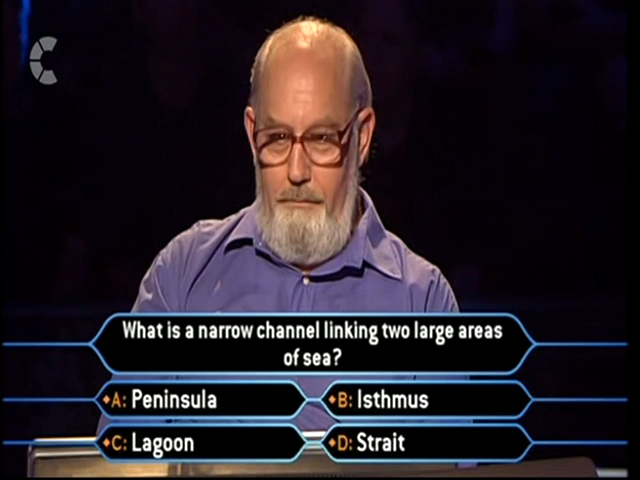 What is a narrow channel linking two large areas
of sea?
A: Peninsula
B: Isthmus
C: Lagoon
D: Strait